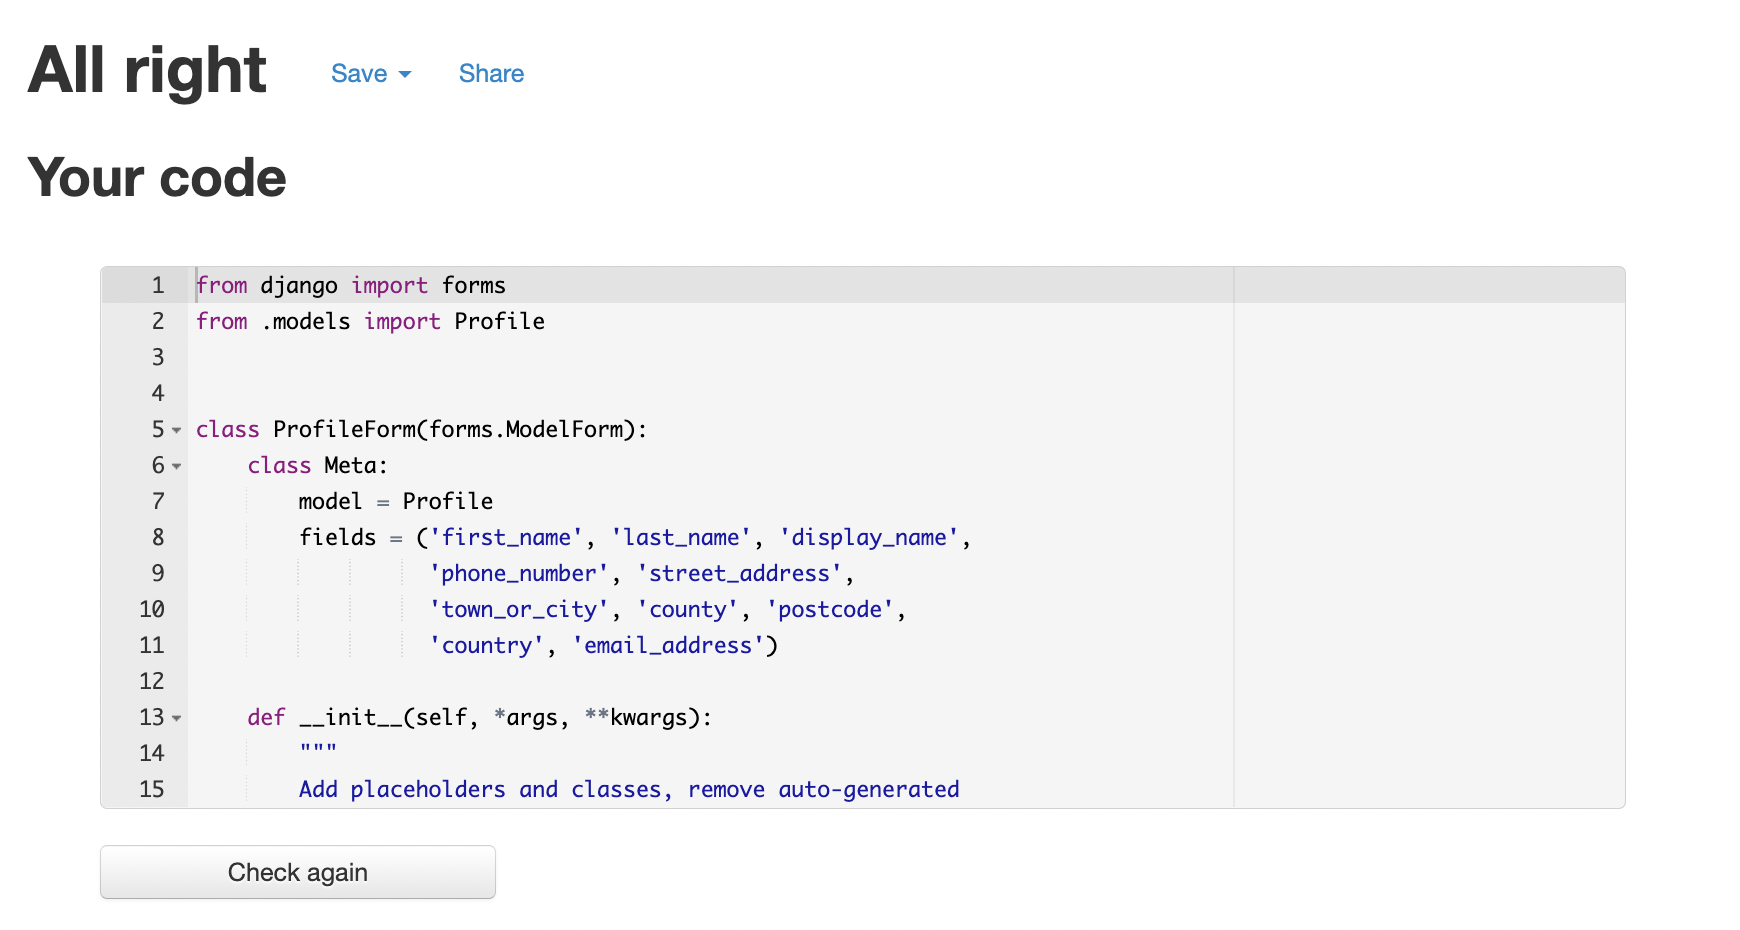 All right
Save
Share
Your code
1 from django import forms
2 from .models import Profile
3
4
5 class ProfileForm(forms.ModelForm):
6     class Meta:
7         model = Profile
8         fields = ('first_name', 'last_name', 'display_name',
9                   'phone_number', 'street_address',
10                   'town_or_city', 'county', 'postcode',
11                   'country', 'email_address')
12
13     def __init__(self, *args, **kwargs):
14         """
15         Add placeholders and classes, remove auto-generated
Check again